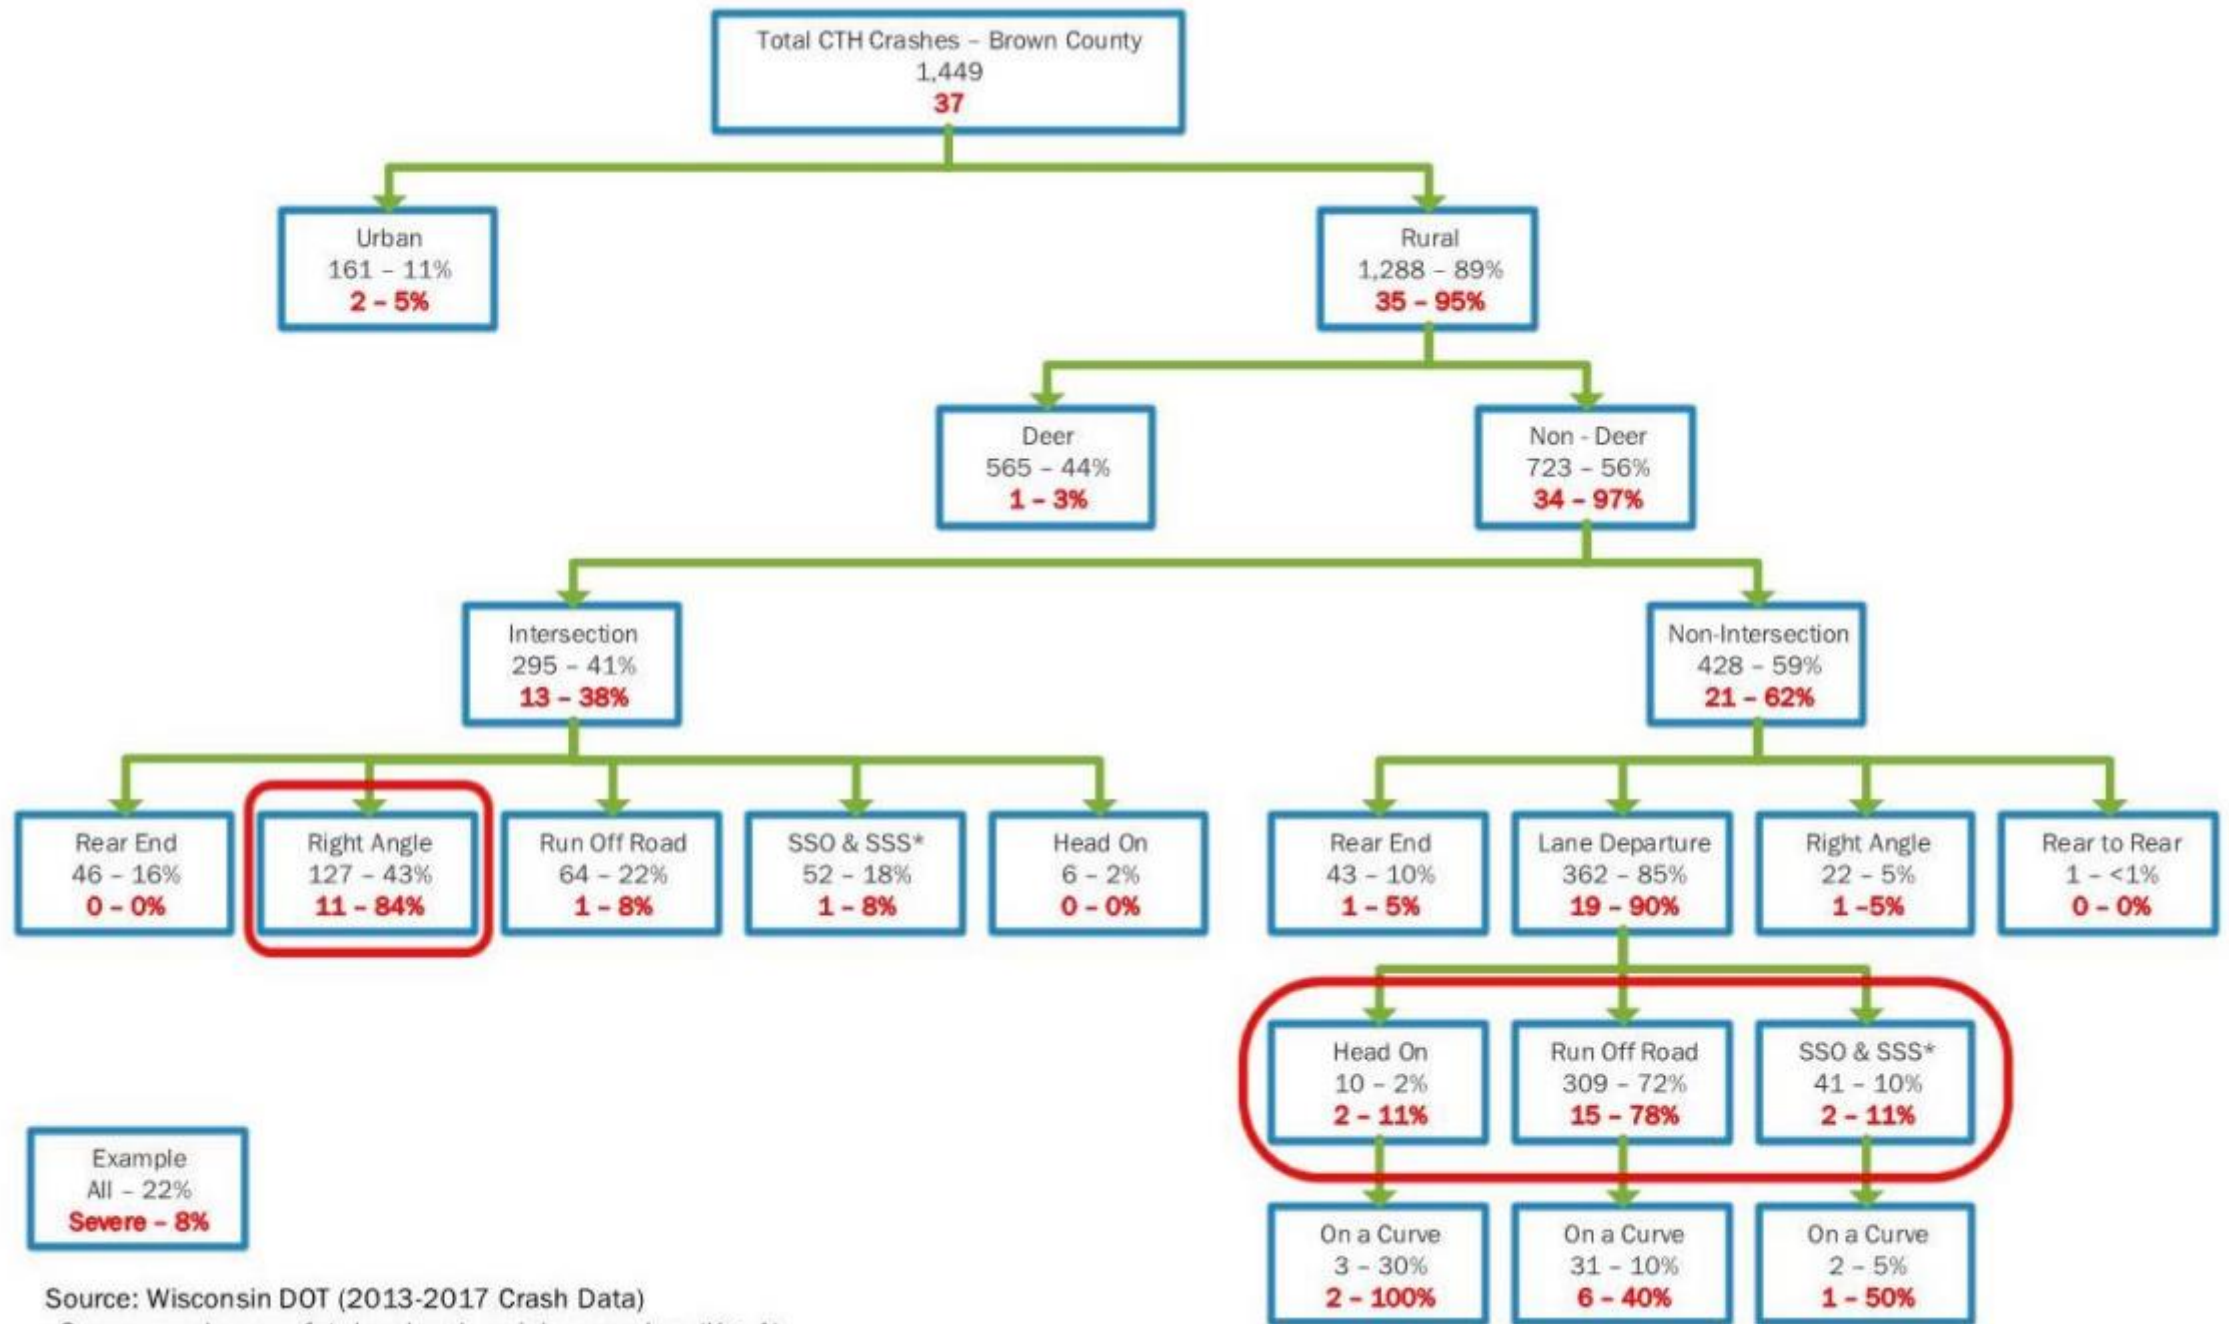 Total CTH Crashes – Brown County
1,449
37
Urban
161 – 11%
2 – 5%
Rural
1,288 – 89%
35 – 95%
Deer
565 – 44%
1 – 3%
Non - Deer
723 – 56%
34 – 97%
Intersection
295 – 41%
13 – 38%
Non-Intersection
428 – 59%
21 – 62%
Rear End
46 – 16%
0 – 0%
Right Angle
127 – 43%
11 – 84%
Run Off Road
64 – 22%
1 – 8%
SSO & SSS*
52 – 18%
1 – 8%
Head On
6 – 2%
0 – 0%
Rear End
43 – 10%
1 – 5%
Lane Departure
362 – 85%
19 – 90%
Right Angle
22 – 5%
1 –5%
Rear to Rear
1 – <1%
0 – 0%
Head On
10 – 2%
2 – 11%
Run Off Road
309 – 72%
15 – 78%
SSO & SSS*
41 – 10%
2 – 11%
On a Curve
3 – 30%
2 – 100%
On a Curve
31 – 10%
6 – 40%
On a Curve
2 – 5%
1 – 50%
Example
All – 22%
Severe – 8%
Source: Wisconsin DOT (2013-2017 Crash Data)